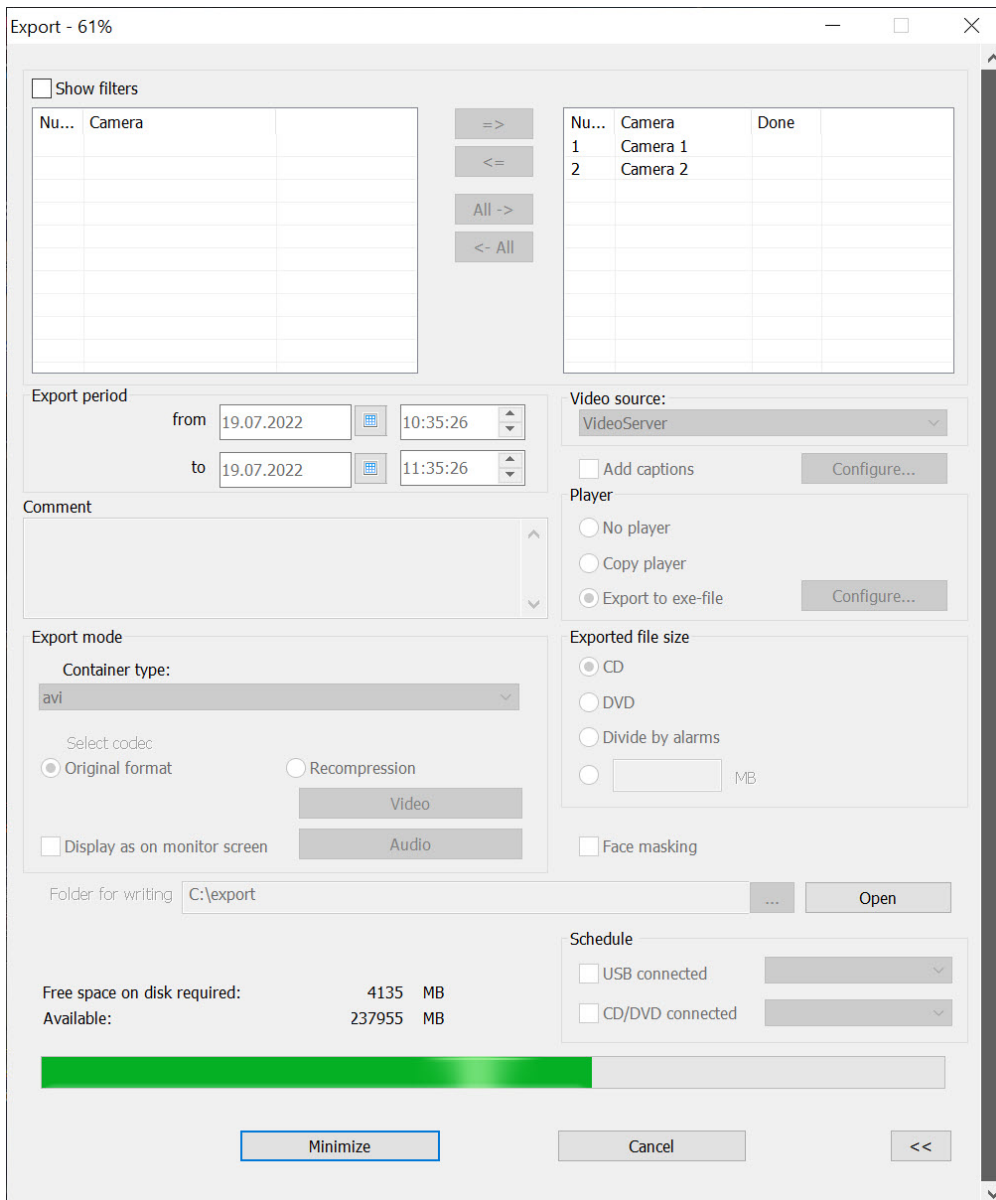 Export - 61%
Show filters
Nu... Camera
=>
<=
All ->
<- All
Nu... Camera Done
1 Camera 1
2 Camera 2
Export period
from 19.07.2022 10:35:26
to 19.07.2022 11:35:26
Video source:
VideoServer
Add captions Configure...
Comment
Player
No player
Copy player
Export to exe-file Configure...
Export mode
Container type:
avi
Select codec
Original format Recompression
Video
Display as on monitor screen Audio
Exported file size
CD
DVD
Divide by alarms
MB
Face masking
Folder for writing C:\export ... Open
Schedule
USB connected
CD/DVD connected
Free space on disk required: 4135 MB
Available: 237955 MB
Minimize Cancel <<